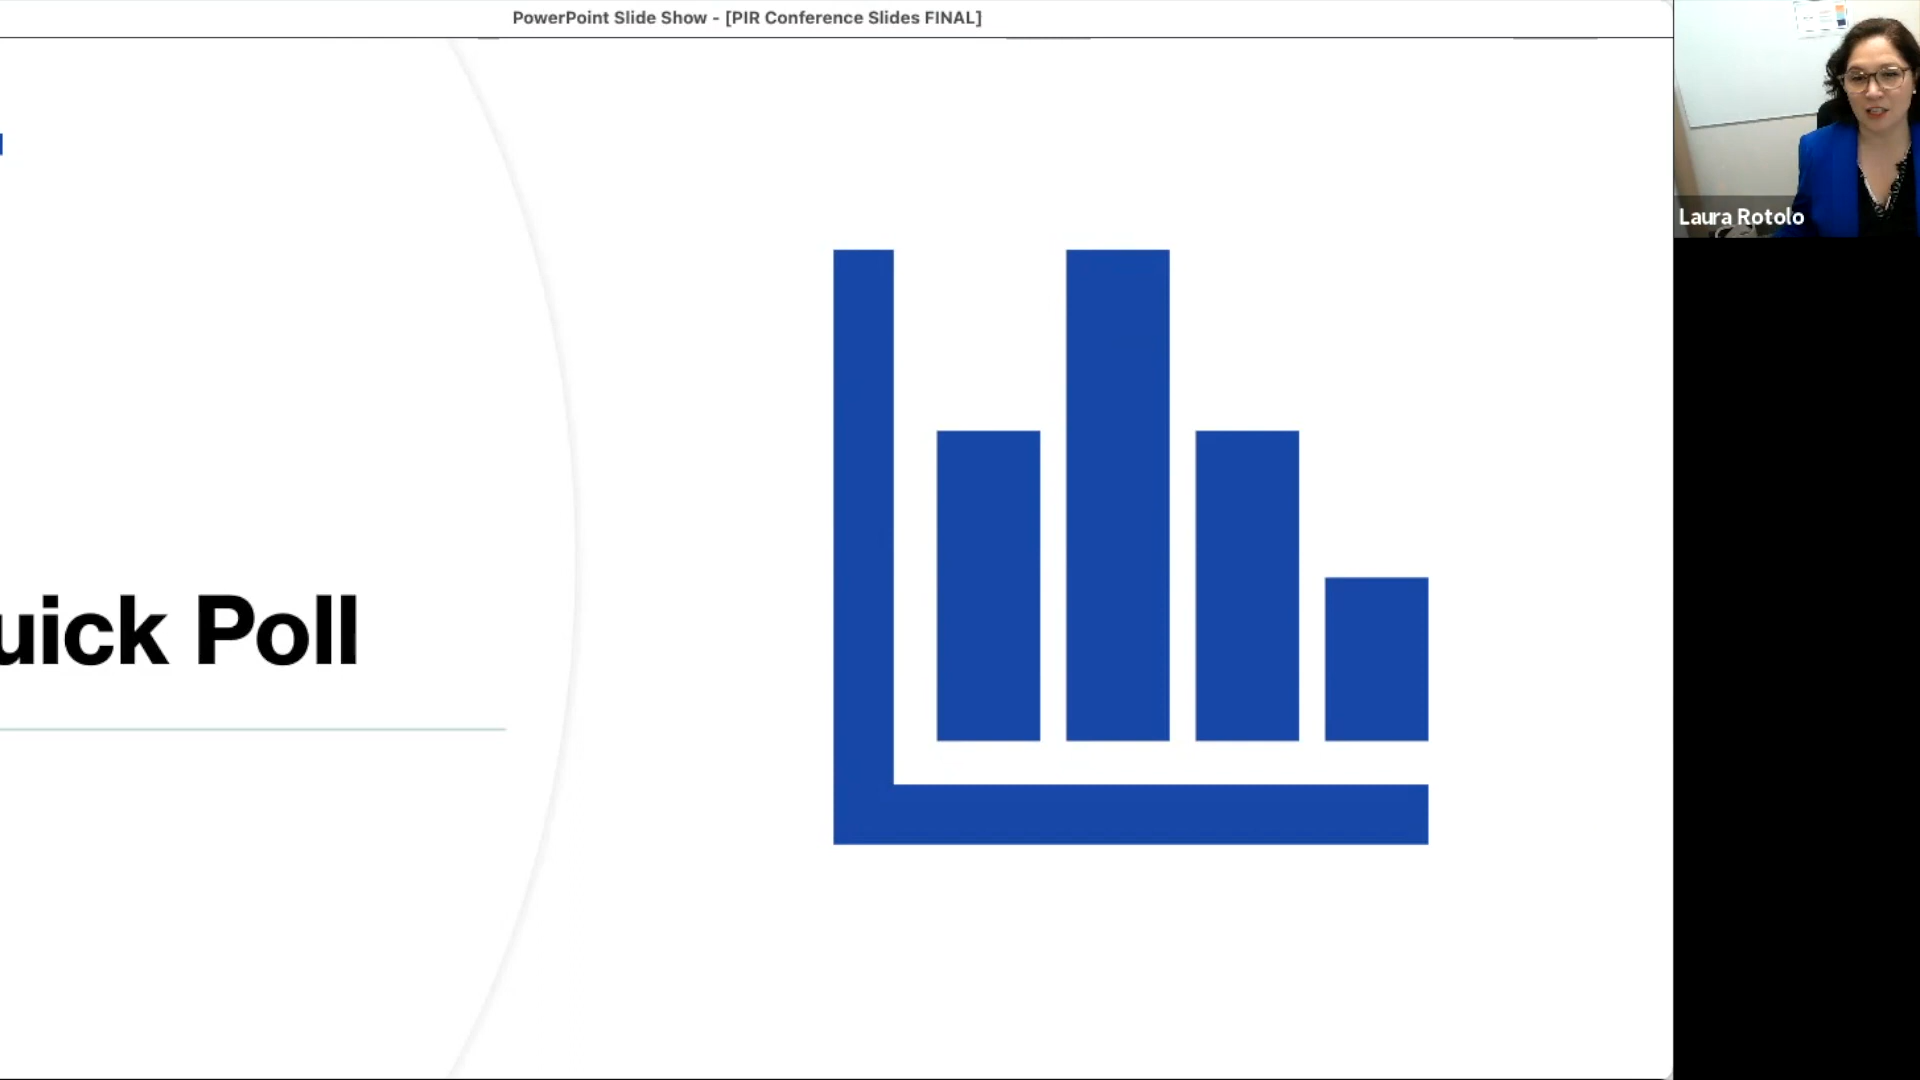 PowerPoint Slide Show - [PIR Conference Slides FINAL]
Laura Rotolo
uick Poll